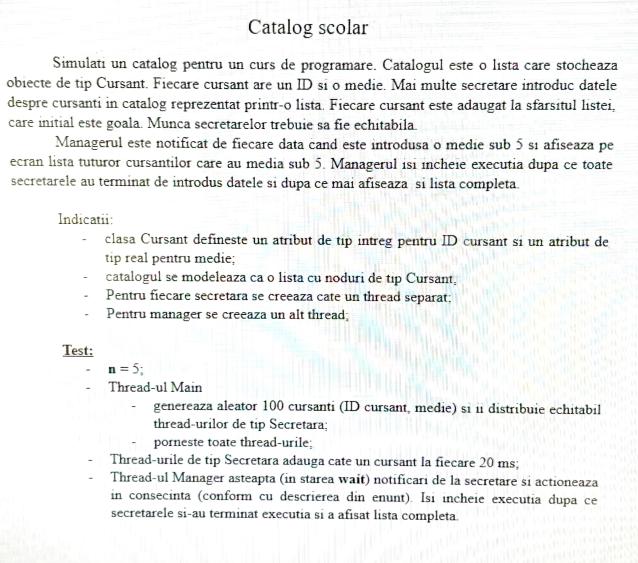 Catalog scolar
Simulati un catalog pentru un curs de programare. Catalogul este o lista care stocheaza
obiecte de tip Cursant. Fiecare cursant are un ID si o medie. Mai multe secretare introduc datele
despre cursanti in catalog reprezentat printr-o lista. Fiecare cursant este adaugat la sfarsitul listei,
care initial este goala. Munca secretarelor trebuie sa fie echitabila.
Managerul este notificat de fiecare data cand este introdusa o medie sub 5 si afiseaza pe
ecran lista tuturor cursantilor care au media sub 5. Managerul isi incheie executia dupa ce toate
secretarele au terminat de introdus datele si dupa ce mai afiseaza si lista completa.
Indicatii:
- clasa Cursant defineste un atribut de tip intreg pentru ID cursant si un atribut de
tip real pentru medie;
- catalogul se modeleaza ca o lista cu noduri de tip Cursant;
- Pentru fiecare secretara se creeaza cate un thread separat;
- Pentru manager se creeaza un alt thread;
Test:
- n = 5;
- Thread-ul Main
- genereaza aleator 100 cursanti (ID cursant, medie) si ii distribuie echitabil
thread-urilor de tip Secretara;
- porneste toate thread-urile;
- Thread-urile de tip Secretara adauga cate un cursant la fiecare 20 ms;
- Thread-ul Manager asteapta (in starea wait) notificari de la secretare si actioneaza
in consecinta (conform cu descrierea din enunt). Isi incheie executia dupa ce
secretarele si-au terminat executia si a afisat lista completa.